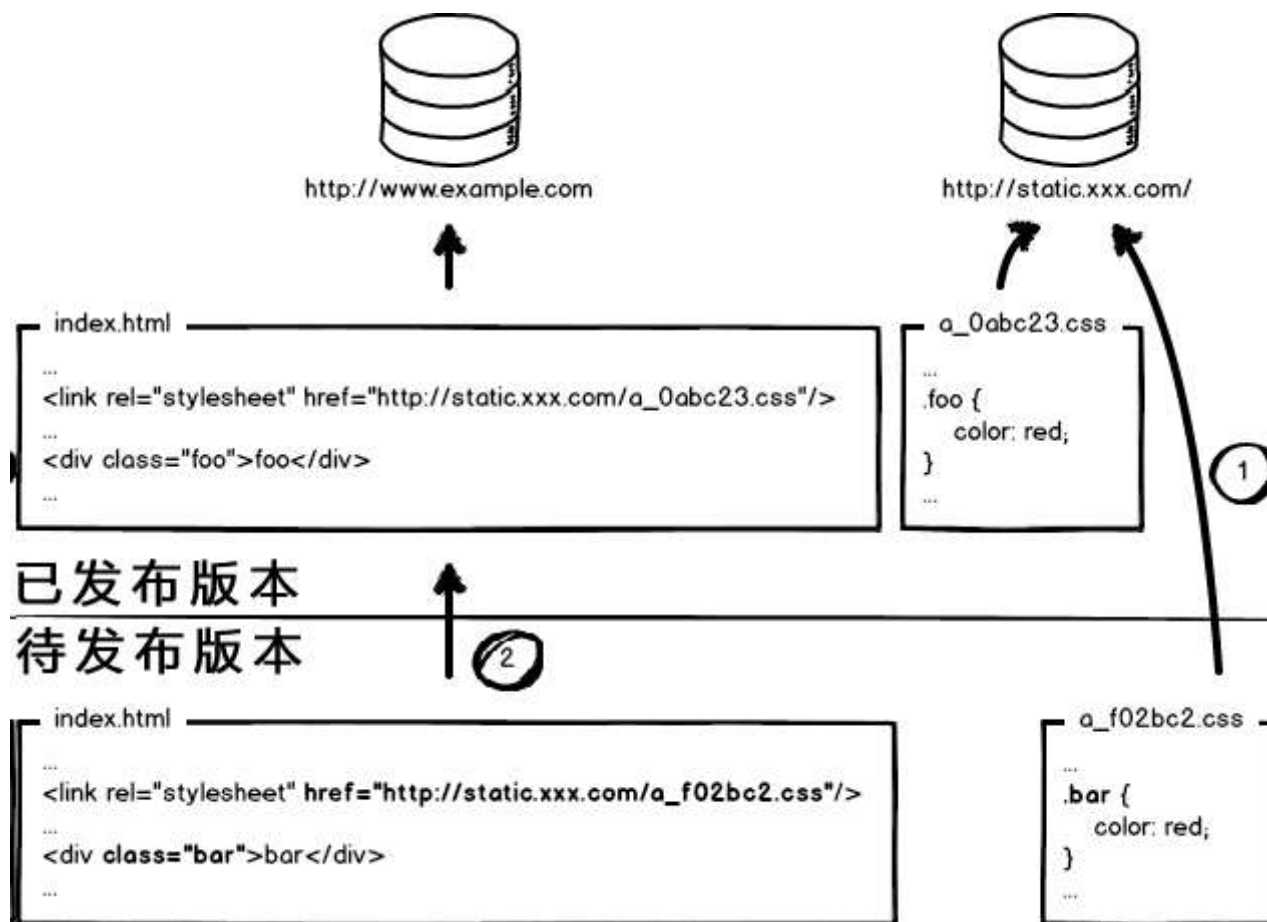 http://www.example.com
http://static.xxx.com/
index.html
...
<link rel="stylesheet" href="http://static.xxx.com/a_0abc23.css"/>
...
<div class="foo">foo</div>
...
a_0abc23.css
...
.foo {
color: red;
}
...
1
已发布版本
待发布版本
2
index.html
...
<link rel="stylesheet" href="http://static.xxx.com/a_f02bc2.css"/>
...
<div class="bar">bar</div>
...
a_f02bc2.css
...
.bar {
color: red;
}
...